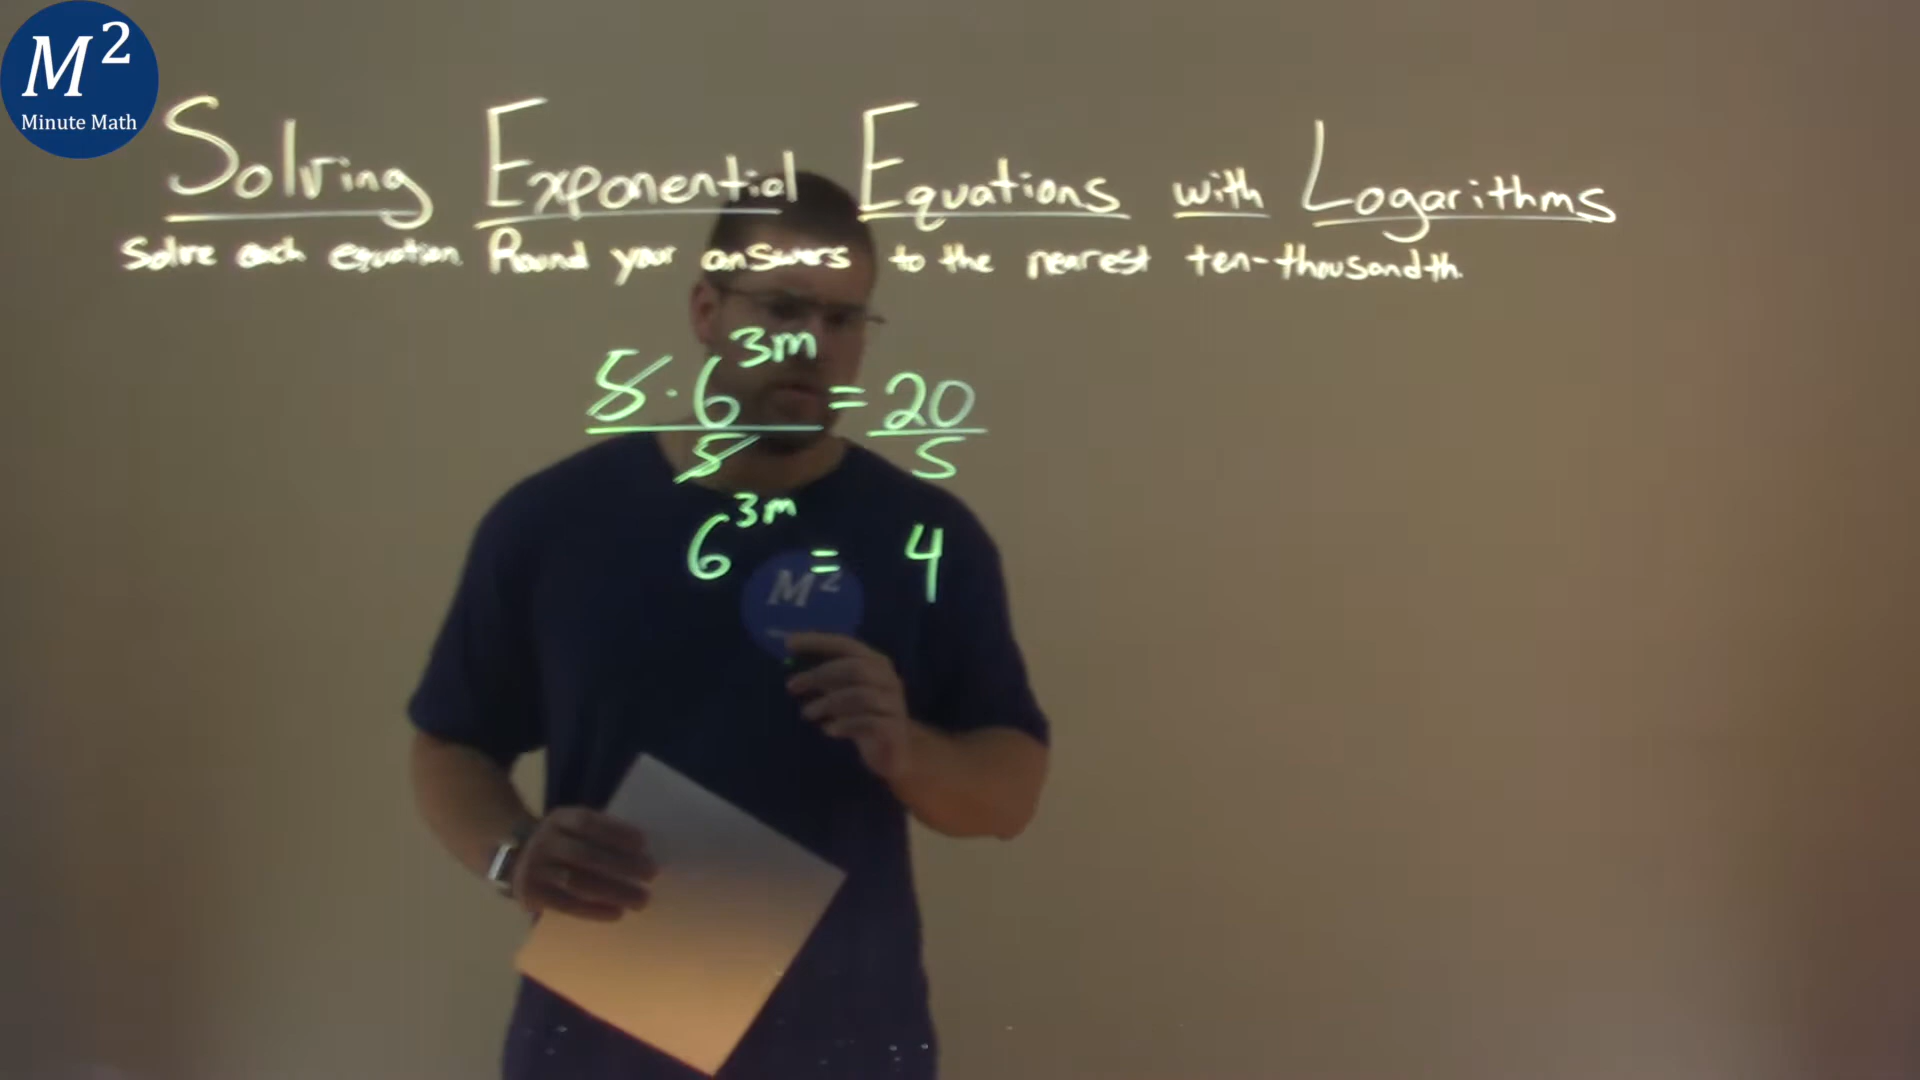 M²
Minute Math
Solving Exponential Equations with Logarithms
Solve each equation. Round your answers to the nearest ten-thousandth.
5·6^3m = 20
5 5
6^3m = 4
M²